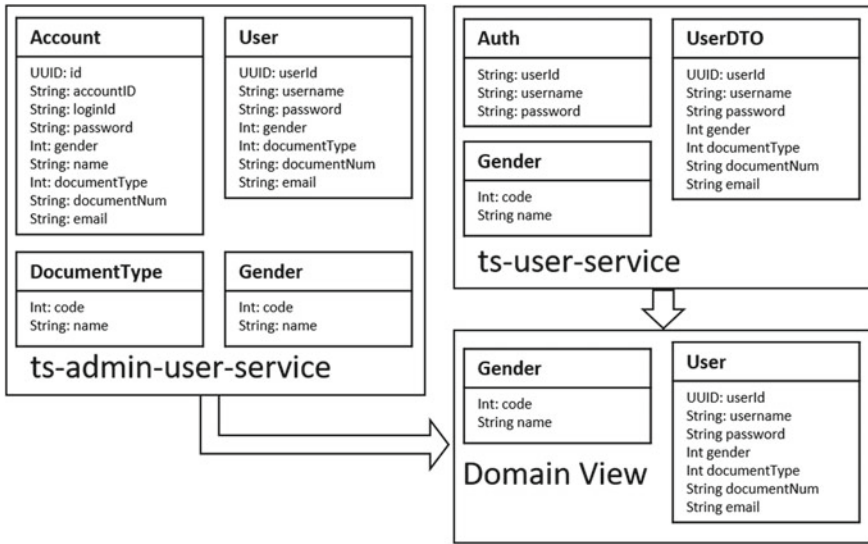 Account
UUID: id
String: accountID
String: loginId
String: password
Int: gender
String: name
Int: documentType
String: documentNum
String: email
User
UUID: userId
String: username
String: password
Int: gender
Int: documentType
String: documentNum
String: email
DocumentType
Int: code
String: name
Gender
Int: code
String: name
ts-admin-user-service
Auth
String: userId
String: username
String: password
UserDTO
UUID: userId
String: username
String password
Int gender
Int documentType
String documentNum
String email
Gender
Int: code
String name
ts-user-service
Gender
Int: code
String name
User
UUID: userId
String: username
String password
Int gender
Int documentType
String documentNum
String email
Domain View